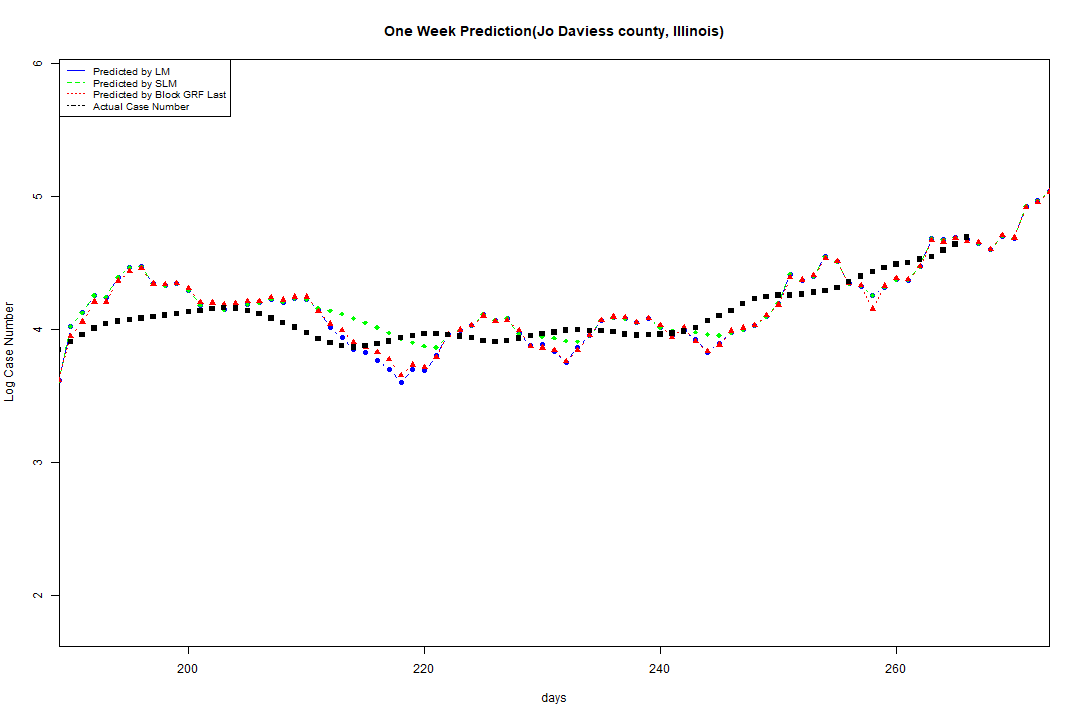 One Week Prediction(Jo Daviess county, Illinois)
6
Predicted by LM
Predicted by SLM
Predicted by Block GRF Last
Actual Case Number
5
4
3
2
Log Case Number
200 220 240 260
days